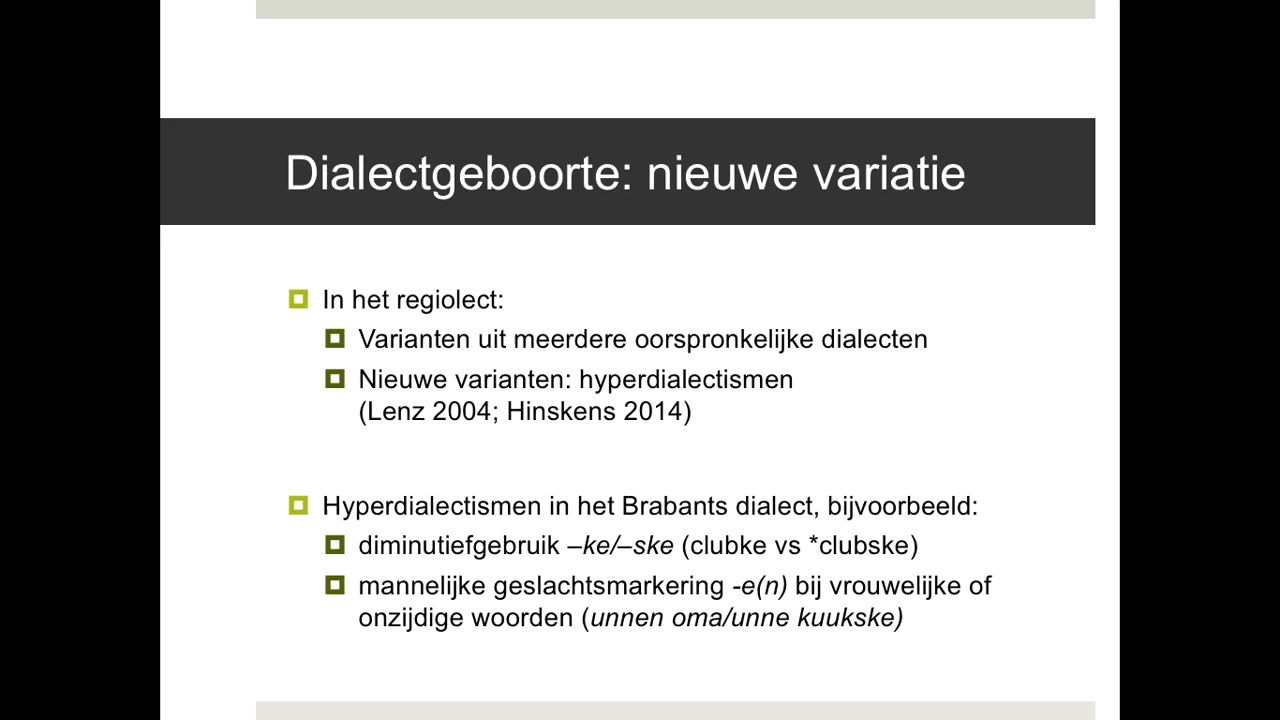 Dialectgeboorte: nieuwe variatie
In het regiolect:
Varianten uit meerdere oorspronkelijke dialecten
Nieuwe varianten: hyperdialectismen
(Lenz 2004; Hinskens 2014)
Hyperdialectismen in het Brabants dialect, bijvoorbeeld:
diminutiefgebruik –ke/–ske (clubke vs *clubske)
mannelijke geslachtsmarkering -e(n) bij vrouwelijke of
onzijdige woorden (unnen oma/unne kuukske)